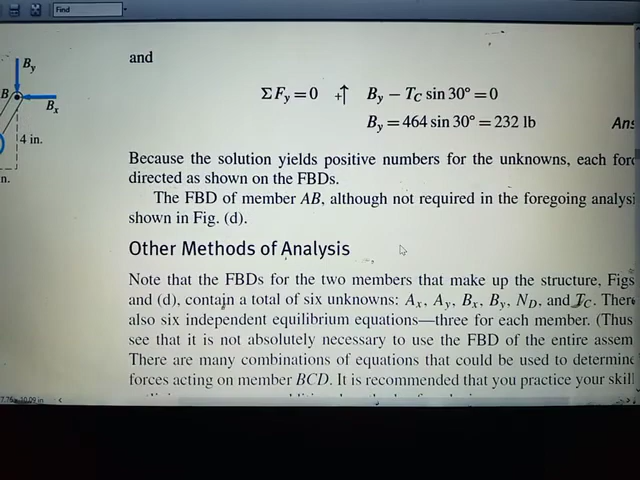 Find
and
ΣF_y = 0 +↑ B_y − T_C sin 30° = 0
B_y = 464 sin 30° = 232 lb Ans
B_y
B
B_x
4 in.
n.
Because the solution yields positive numbers for the unknowns, each
directed as shown on the FBDs.
The FBD of member AB, although not required in the foregoing
shown in Fig. (d).
Other Methods of Analysis
Note that the FBDs for the two members that make up the structure, Figs
and (d), contain a total of six unknowns: A_x, A_y, B_x, B_y, N_D, and T_C. There
also six independent equilibrium equations—three for each member. (Thus
see that it is not absolutely necessary to use the FBD of the entire assem
There are many combinations of equations that could be used to determine
forces acting on member BCD. It is recommended that you practice your skill